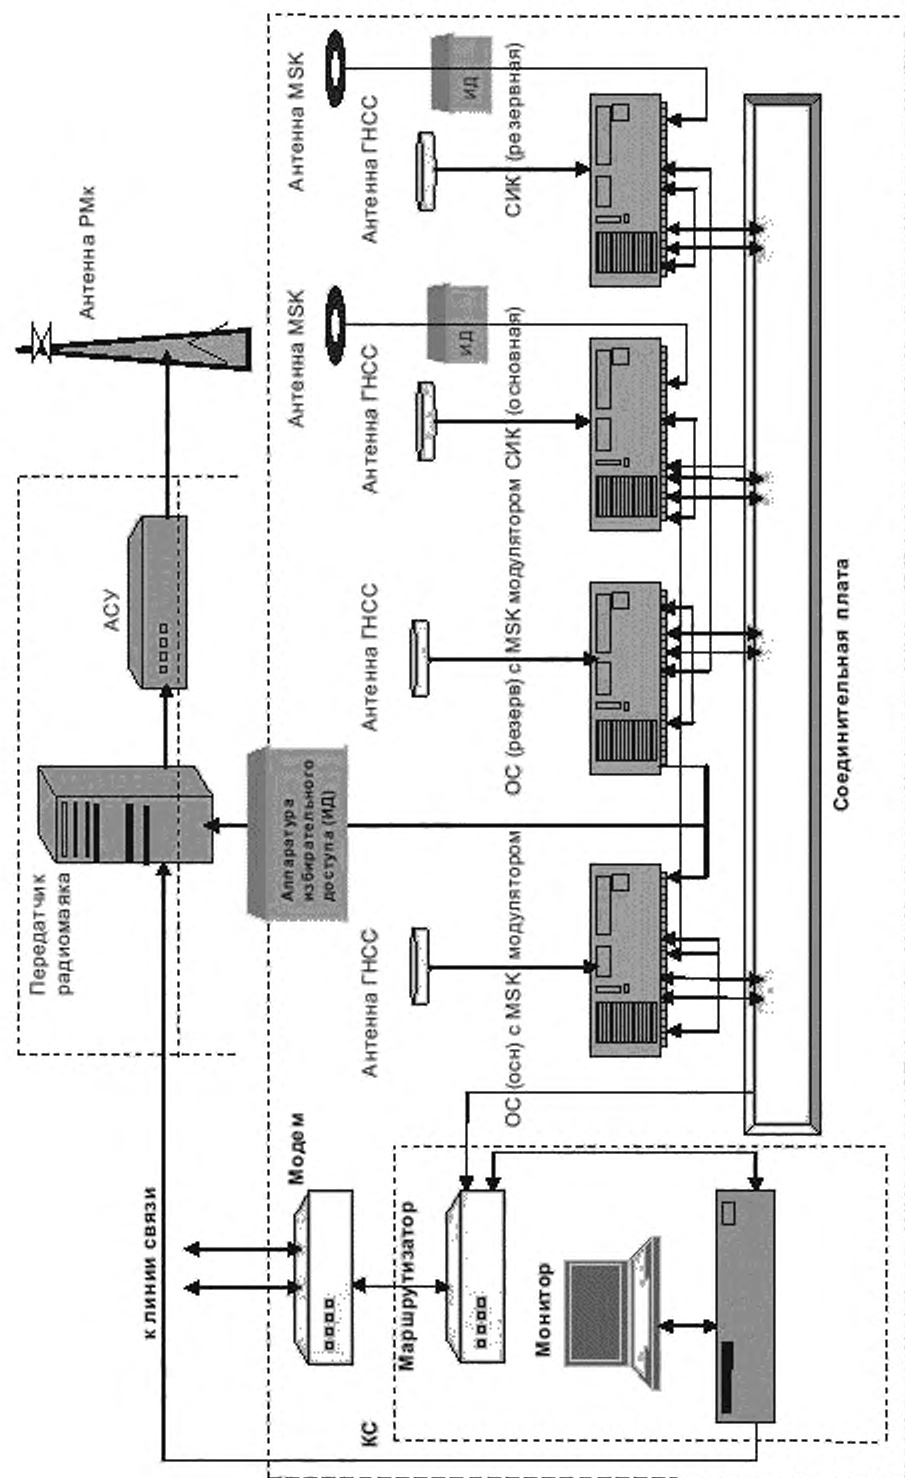 Антенна РМк
АСУ
Передатчик
радиомаяка
к линии связи
Антенна MSK
Антенна ГНСС
ИД
СИК (резервная)
Антенна MSK
Антенна ГНСС
ИД
СИК (основная)
Антенна ГНСС
ОС (резерв) с MSK модулятором
Аппаратура
избирательного
доступа (ИД)
Антенна ГНСС
ОС (осн) с MSK модулятором
Модем
Маршрутизатор
Монитор
КС
Соединительная плата